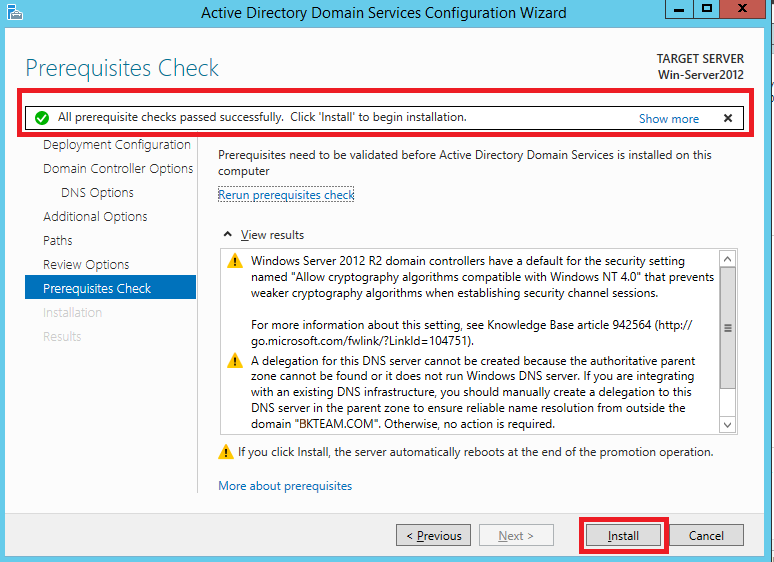 Active Directory Domain Services Configuration Wizard
Prerequisites Check
TARGET SERVER
Win-Server2012
All prerequisite checks passed successfully. Click 'Install' to begin installation.
Show more
Deployment Configuration
Domain Controller Options
DNS Options
Additional Options
Paths
Review Options
Prerequisites Check
Installation
Results
Prerequisites need to be validated before Active Directory Domain Services is installed on this
computer
Rerun prerequisites check
View results
Windows Server 2012 R2 domain controllers have a default for the security setting
named "Allow cryptography algorithms compatible with Windows NT 4.0" that prevents
weaker cryptography algorithms when establishing security channel sessions.
For more information about this setting, see Knowledge Base article 942564 (http://
go.microsoft.com/fwlink/?LinkId=104751).
A delegation for this DNS server cannot be created because the authoritative parent
zone cannot be found or it does not run Windows DNS server. If you are integrating
with an existing DNS infrastructure, you should manually create a delegation to this
DNS server in the parent zone to ensure reliable name resolution from outside the
domain "BKTEAM.COM". Otherwise, no action is required.
If you click Install, the server automatically reboots at the end of the promotion operation.
More about prerequisites
< Previous
Next >
Install
Cancel